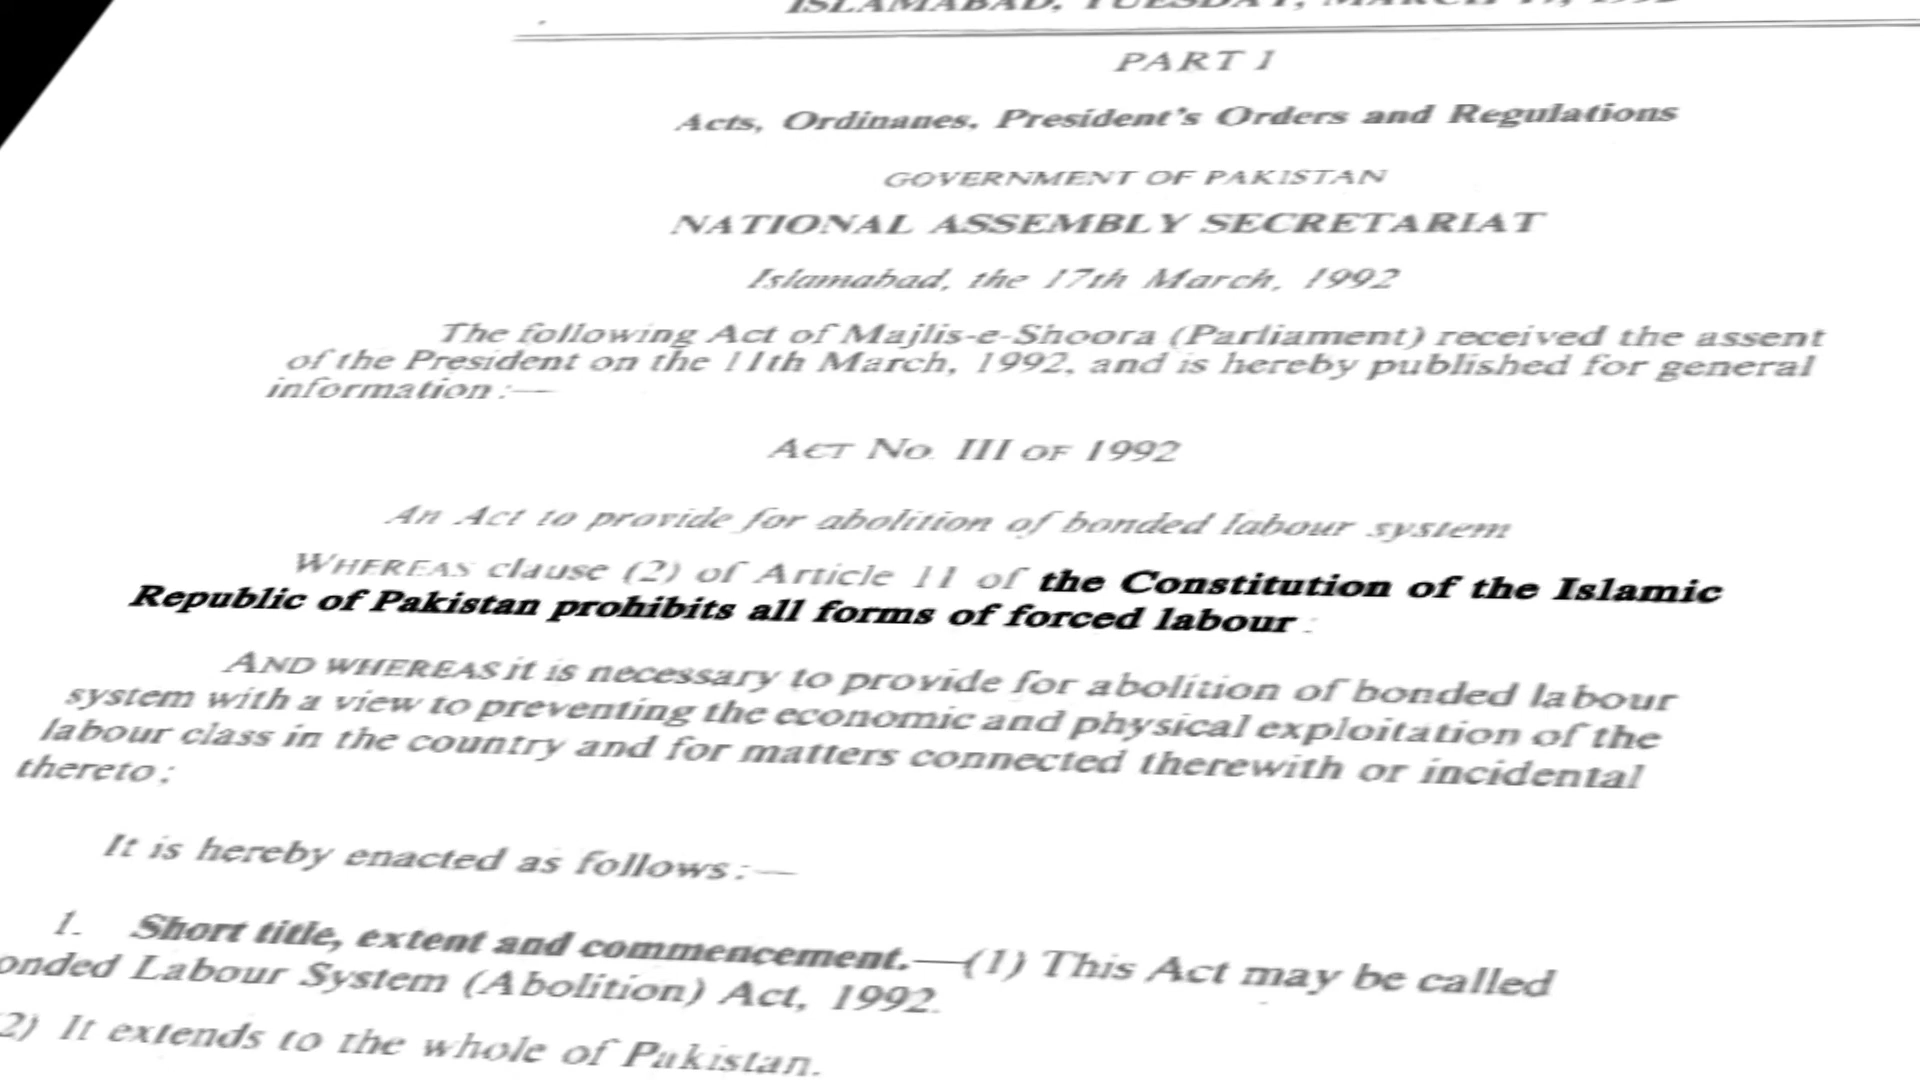 ISLAMABAD, TUESDAY, MARCH 17, 1992
PART I
Acts, Ordinanes, President's Orders and Regulations
GOVERNMENT OF PAKISTAN
NATIONAL ASSEMBLY SECRETARIAT
Islamabad, the 17th March, 1992
The following Act of Majlis-e-Shoora (Parliament) received the assent
of the President on the 11th March, 1992, and is hereby published for general
information :—
ACT NO. III OF 1992
An Act to provide for abolition of bonded labour system
WHEREAS clause (2) of Article 11 of the Constitution of the Islamic
Republic of Pakistan prohibits all forms of forced labour :
AND WHEREAS it is necessary to provide for abolition of bonded labour
system with a view to preventing the economic and physical exploitation of the
labour class in the country and for matters connected therewith or incidental
thereto ;
It is hereby enacted as follows :—
1. Short title, extent and commencement.—(1) This Act may be called
onded Labour System (Abolition) Act, 1992.
2) It extends to the whole of Pakistan.